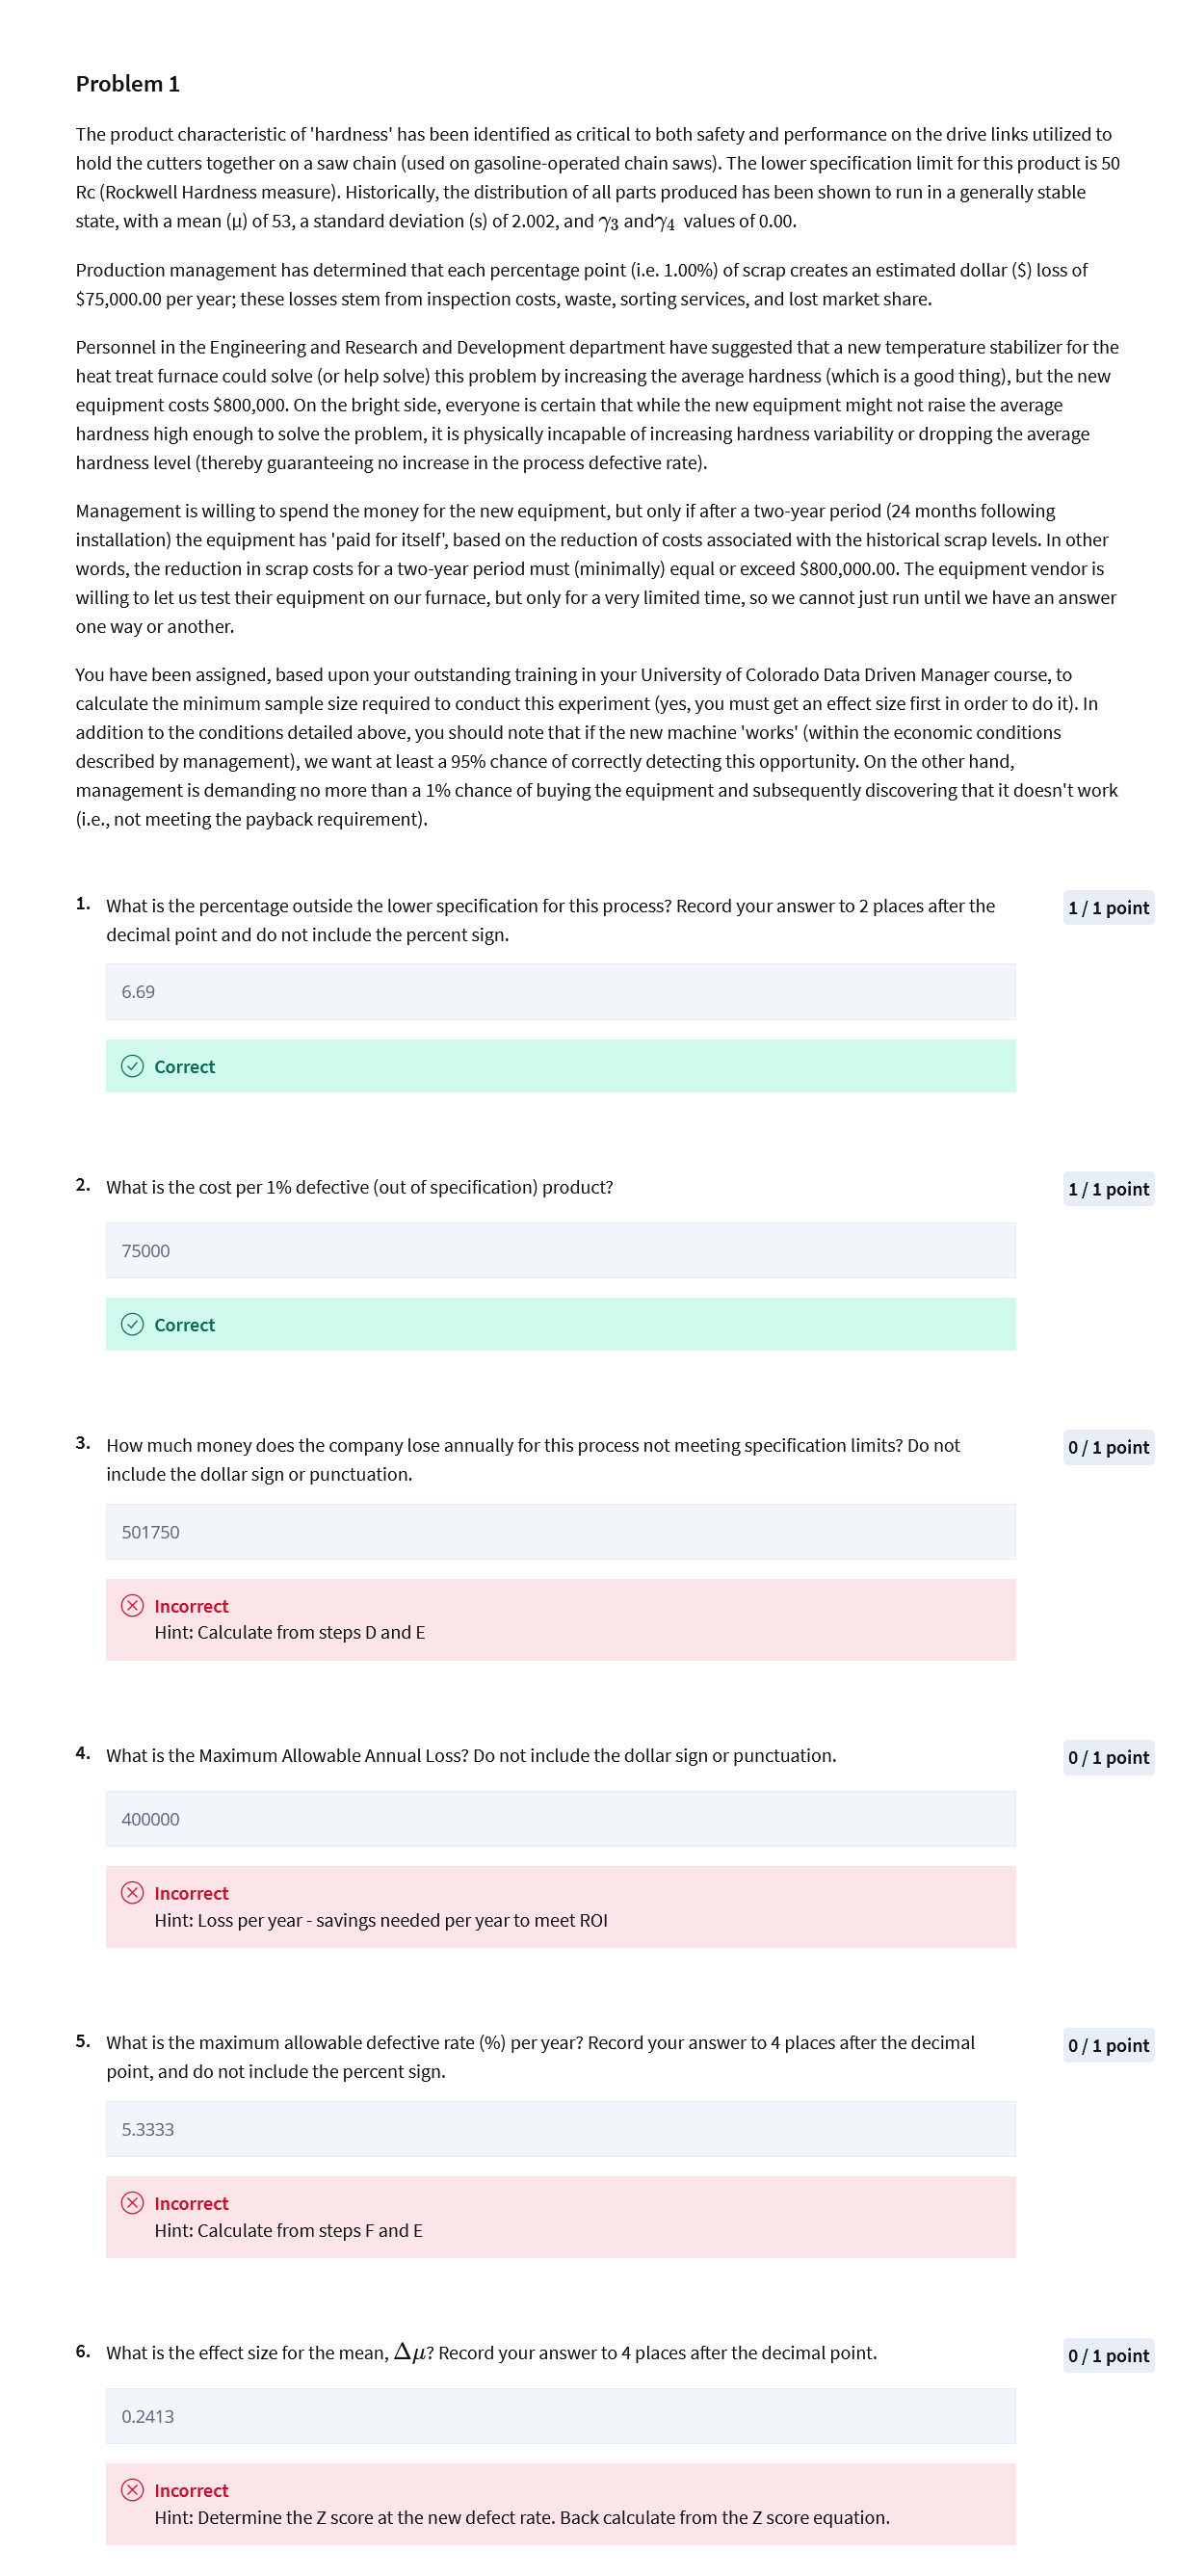 Problem 1
The product characteristic of 'hardness' has been identified as critical to both safety and performance on the drive links utilized to
hold the cutters together on a saw chain (used on gasoline-operated chain saws). The lower specification limit for this product is 50
Rc (Rockwell Hardness measure). Historically, the distribution of all parts produced has been shown to run in a generally stable
state, with a mean (μ) of 53, a standard deviation (s) of 2.002, and γ3 andγ4 values of 0.00.
Production management has determined that each percentage point (i.e. 1.00%) of scrap creates an estimated dollar ($) loss of
$75,000.00 per year; these losses stem from inspection costs, waste, sorting services, and lost market share.
Personnel in the Engineering and Research and Development department have suggested that a new temperature stabilizer for the
heat treat furnace could solve (or help solve) this problem by increasing the average hardness (which is a good thing), but the new
equipment costs $800,000. On the bright side, everyone is certain that while the new equipment might not raise the average
hardness high enough to solve the problem, it is physically incapable of increasing hardness variability or dropping the average
hardness level (thereby guaranteeing no increase in the process defective rate).
Management is willing to spend the money for the new equipment, but only if after a two-year period (24 months following
installation) the equipment has 'paid for itself', based on the reduction of costs associated with the historical scrap levels. In other
words, the reduction in scrap costs for a two-year period must (minimally) equal or exceed $800,000.00. The equipment vendor is
willing to let us test their equipment on our furnace, but only for a very limited time, so we cannot just run until we have an answer
one way or another.
You have been assigned, based upon your outstanding training in your University of Colorado Data Driven Manager course, to
calculate the minimum sample size required to conduct this experiment (yes, you must get an effect size first in order to do it). In
addition to the conditions detailed above, you should note that if the new machine 'works' (within the economic conditions
described by management), we want at least a 95% chance of correctly detecting this opportunity. On the other hand,
management is demanding no more than a 1% chance of buying the equipment and subsequently discovering that it doesn't work
(i.e., not meeting the payback requirement).
1. What is the percentage outside the lower specification for this process? Record your answer to 2 places after the
decimal point and do not include the percent sign.
1 / 1 point
6.69
Correct
2. What is the cost per 1% defective (out of specification) product?
1 / 1 point
75000
Correct
3. How much money does the company lose annually for this process not meeting specification limits? Do not
include the dollar sign or punctuation.
0 / 1 point
501750
Incorrect
Hint: Calculate from steps D and E
4. What is the Maximum Allowable Annual Loss? Do not include the dollar sign or punctuation.
0 / 1 point
400000
Incorrect
Hint: Loss per year - savings needed per year to meet ROI
5. What is the maximum allowable defective rate (%) per year? Record your answer to 4 places after the decimal
point, and do not include the percent sign.
0 / 1 point
5.3333
Incorrect
Hint: Calculate from steps F and E
6. What is the effect size for the mean, Δμ? Record your answer to 4 places after the decimal point.
0 / 1 point
0.2413
Incorrect
Hint: Determine the Z score at the new defect rate. Back calculate from the Z score equation.